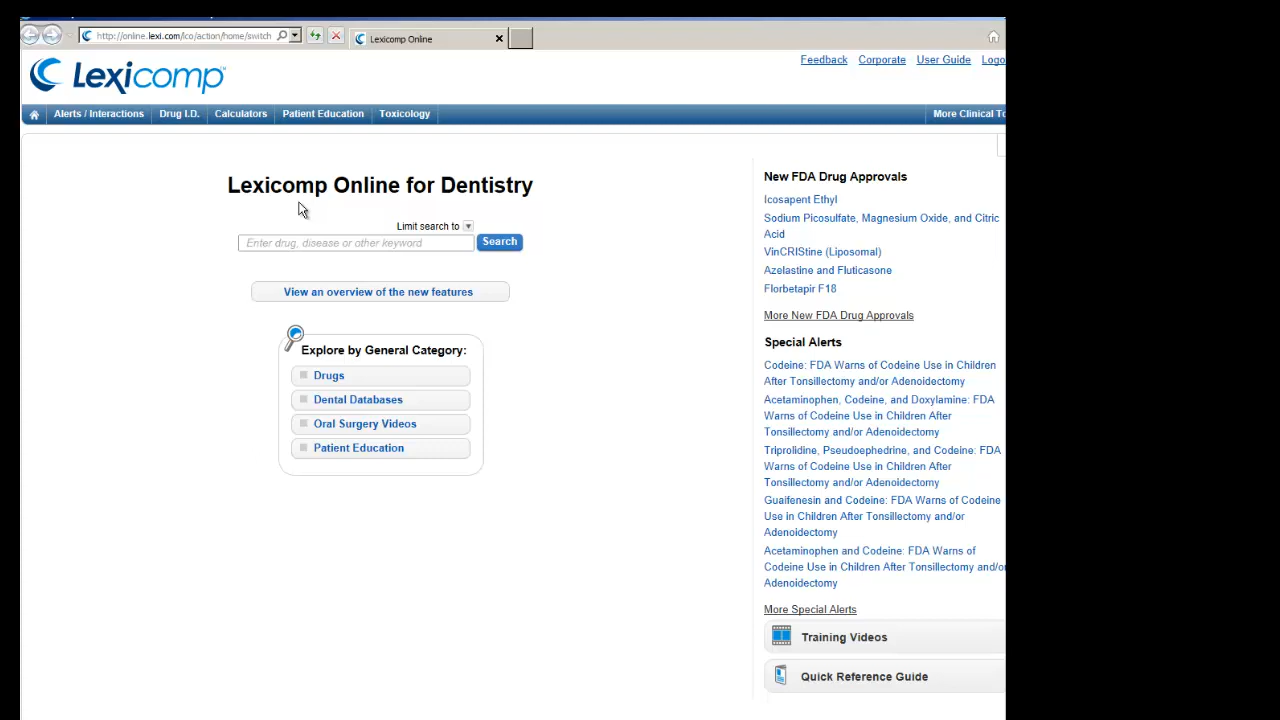 http://online.lexi.com/lco/action/home/switch
Lexicomp Online
Lexicomp™
Feedback Corporate User Guide Logo
Alerts / Interactions Drug I.D. Calculators Patient Education Toxicology More Clinical To
Lexicomp Online for Dentistry
Limit search to
Enter drug, disease or other keyword Search
View an overview of the new features
Explore by General Category:
Drugs
Dental Databases
Oral Surgery Videos
Patient Education
New FDA Drug Approvals
Icosapent Ethyl
Sodium Picosulfate, Magnesium Oxide, and Citric
Acid
VinCRIStine (Liposomal)
Azelastine and Fluticasone
Florbetapir F18
More New FDA Drug Approvals
Special Alerts
Codeine: FDA Warns of Codeine Use in Children
After Tonsillectomy and/or Adenoidectomy
Acetaminophen, Codeine, and Doxylamine: FDA
Warns of Codeine Use in Children After
Tonsillectomy and/or Adenoidectomy
Triprolidine, Pseudoephedrine, and Codeine: FDA
Warns of Codeine Use in Children After
Tonsillectomy and/or Adenoidectomy
Guaifenesin and Codeine: FDA Warns of Codeine
Use in Children After Tonsillectomy and/or
Adenoidectomy
Acetaminophen and Codeine: FDA Warns of
Codeine Use in Children After Tonsillectomy and/or
Adenoidectomy
More Special Alerts
Training Videos
Quick Reference Guide